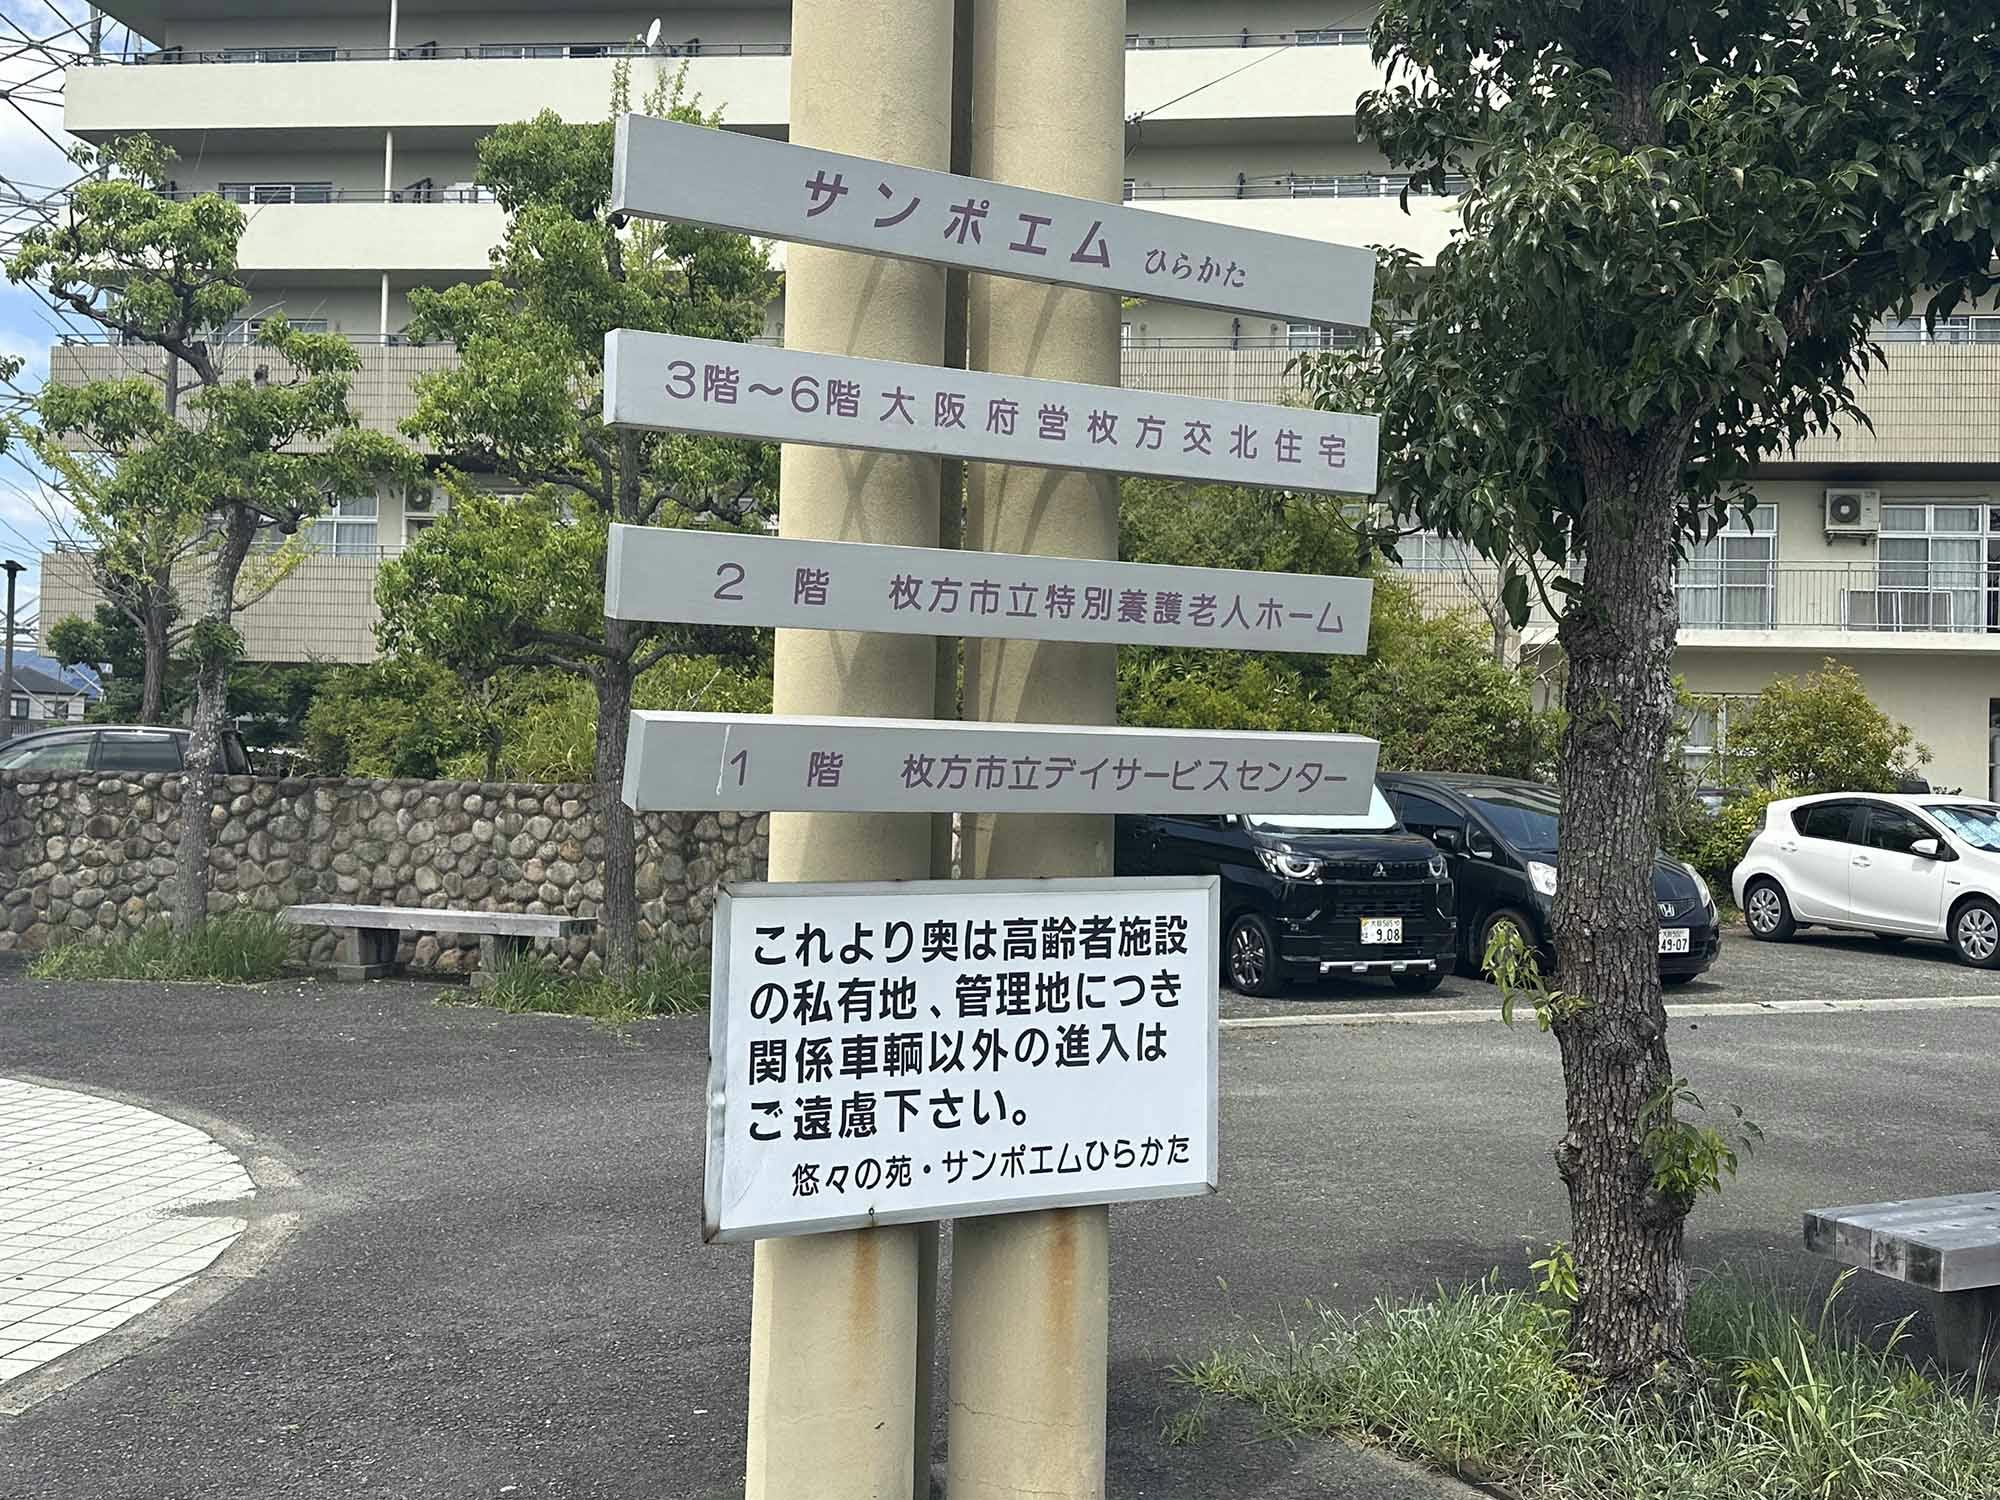 サンポエム ひらかた
3階～6階 大阪府営枚方交北住宅
2階 枚方市立特別養護老人ホーム
1階 枚方市立デイサービスセンター
これより奥は高齢者施設
の私有地、管理地につき
関係車輌以外の進入は
ご遠慮下さい。
悠々の苑・サンポエムひらかた
9.08
49-07